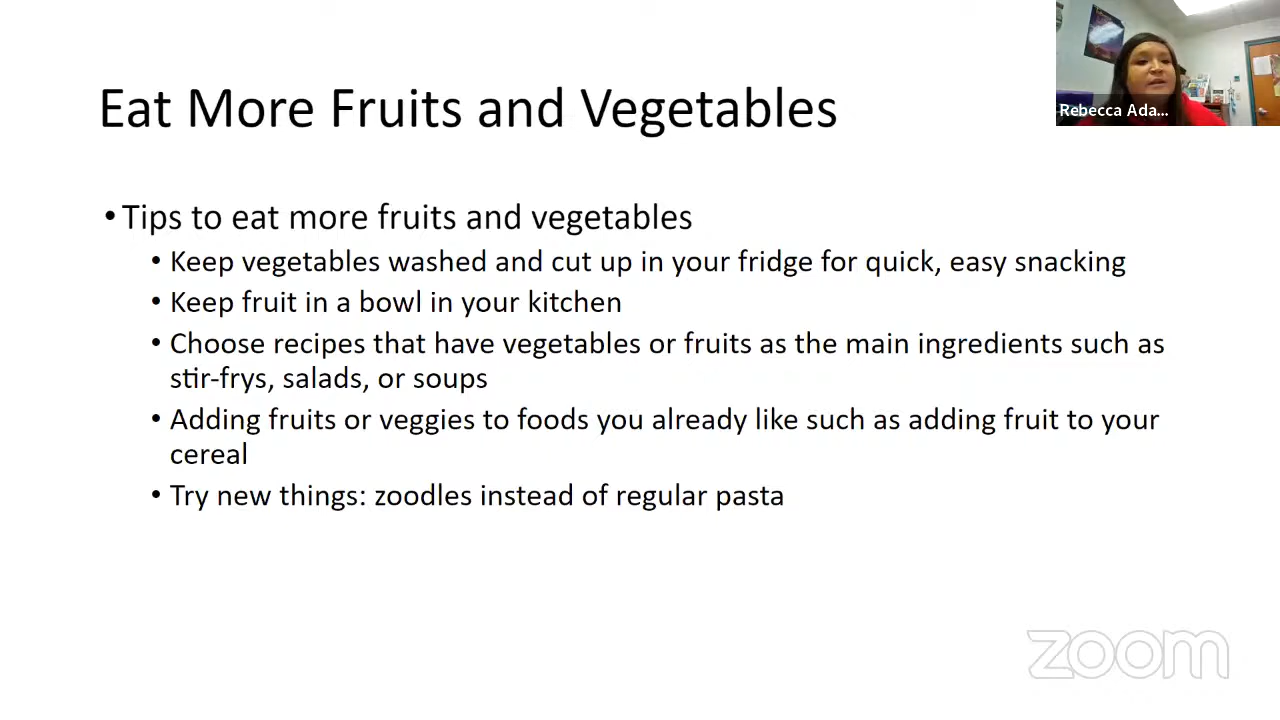 Eat More Fruits and Vegetables
Rebecca Ada...
• Tips to eat more fruits and vegetables
• Keep vegetables washed and cut up in your fridge for quick, easy snacking
• Keep fruit in a bowl in your kitchen
• Choose recipes that have vegetables or fruits as the main ingredients such as
stir-frys, salads, or soups
• Adding fruits or veggies to foods you already like such as adding fruit to your
cereal
• Try new things: zoodles instead of regular pasta
zoom